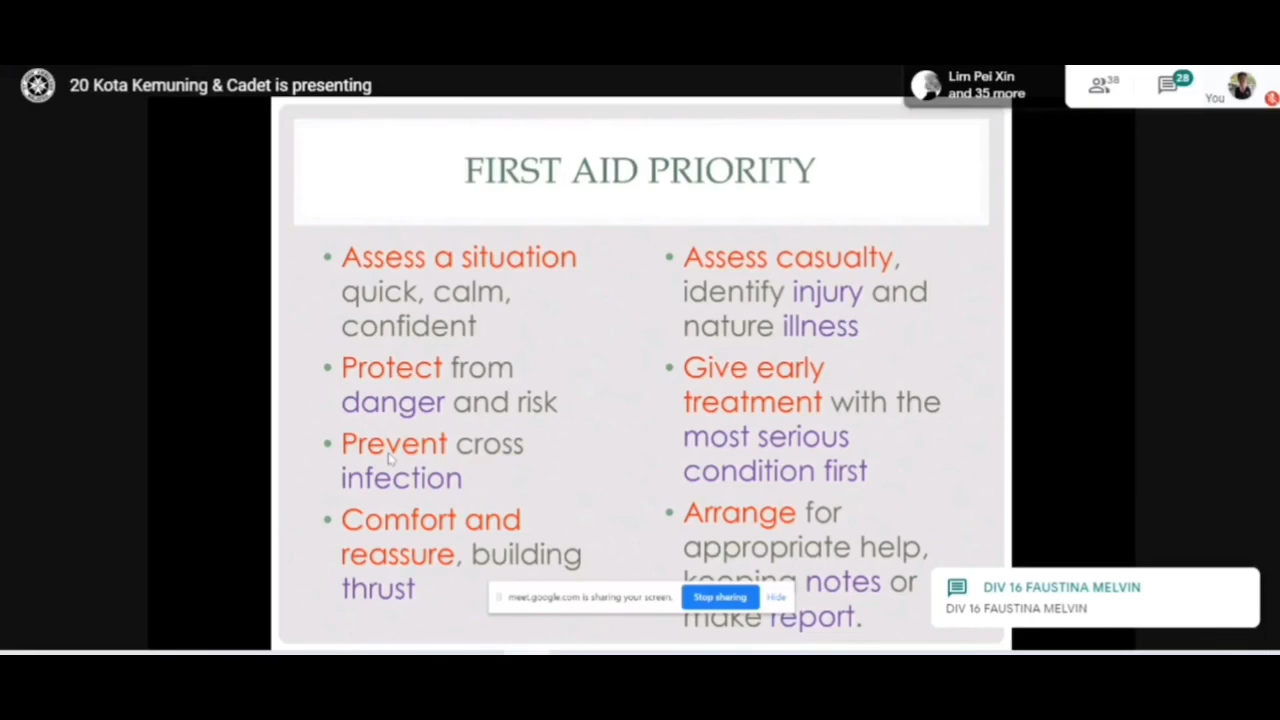 20 Kota Kemuning & Cadet is presenting
Lim Pei Xin
and 35 more
38
28
You
FIRST AID PRIORITY
• Assess a situation
quick, calm,
confident
• Protect from
danger and risk
• Prevent cross
infection
• Comfort and
reassure, building
thrust
• Assess casualty,
identify injury and
nature illness
• Give early
treatment with the
most serious
condition first
• Arrange for
appropriate help,
keeping notes or
make report.
meet.google.com is sharing your screen.
Stop sharing
Hide
DIV 16 FAUSTINA MELVIN
DIV 16 FAUSTINA MELVIN